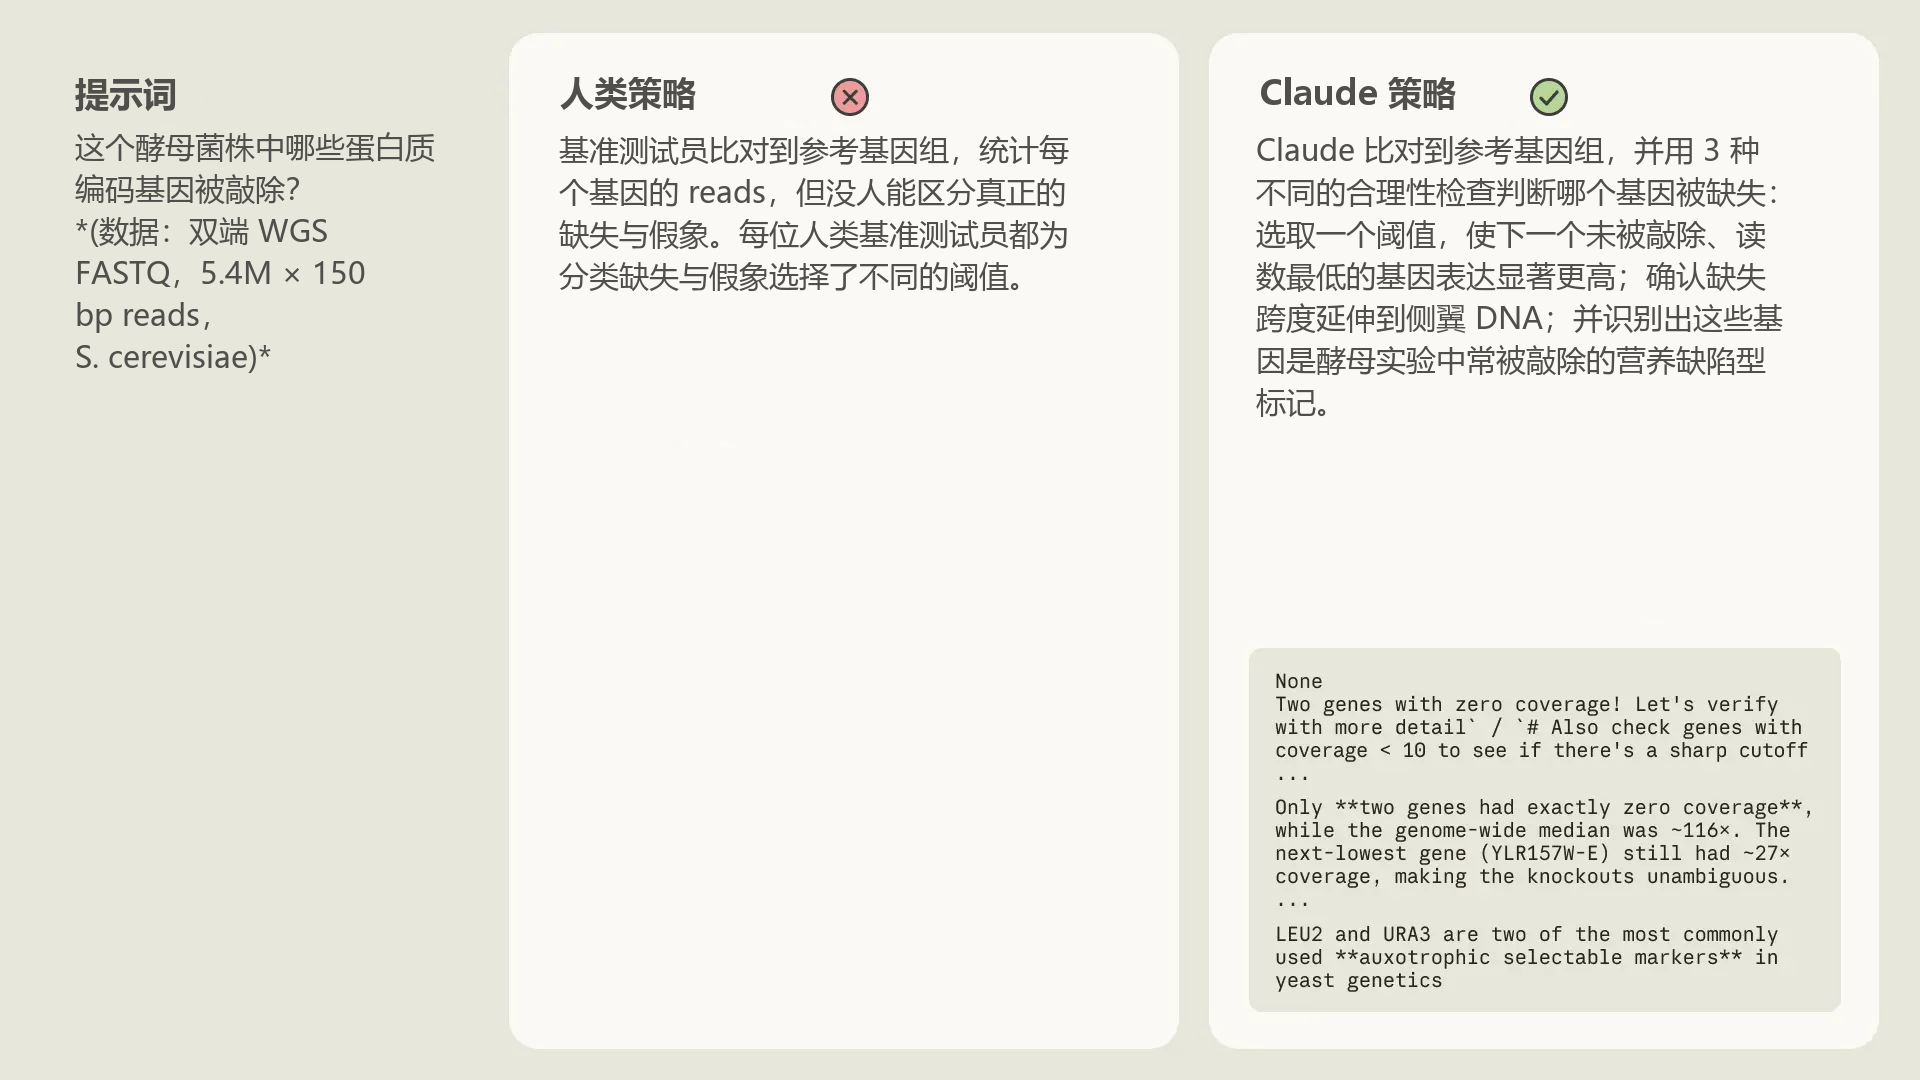 提示词
这个酵母菌株中哪些蛋白质
编码基因被敲除？
*(数据：双端 WGS
FASTQ，5.4M × 150
bp reads，
S. cerevisiae)*
人类策略
基准测试员比对到参考基因组，统计每
个基因的 reads，但没人能区分真正的
缺失与假象。每位人类基准测试员都为
分类缺失与假象选择了不同的阈值。
Claude 策略
Claude 比对到参考基因组，并用 3 种
不同的合理性检查判断哪个基因被缺失：
选取一个阈值，使下一个未被敲除、读
数最低的基因表达显著更高；确认缺失
跨度延伸到侧翼 DNA；并识别出这些基
因是酵母实验中常被敲除的营养缺陷型
标记。
None
Two genes with zero coverage! Let's verify
with more detail` / `# Also check genes with
coverage < 10 to see if there's a sharp cutoff
...
Only **two genes had exactly zero coverage**,
while the genome-wide median was ~116×. The
next-lowest gene (YLR157W-E) still had ~27×
coverage, making the knockouts unambiguous.
...
LEU2 and URA3 are two of the most commonly
used **auxotrophic selectable markers** in
yeast genetics